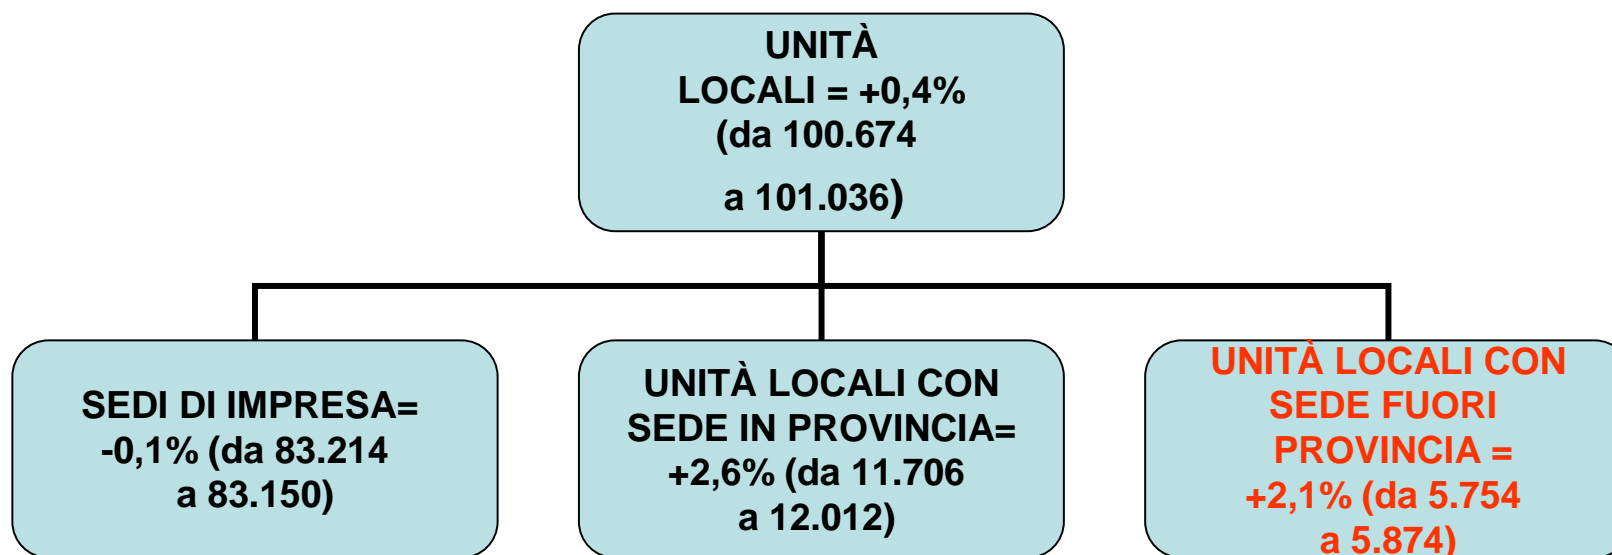 UNITÀ
LOCALI = +0,4%
(da 100.674
a 101.036)
SEDI DI IMPRESA=
-0,1% (da 83.214
a 83.150)
UNITÀ LOCALI CON
SEDE IN PROVINCIA=
+2,6% (da 11.706
a 12.012)
UNITÀ LOCALI CON
SEDE FUORI
PROVINCIA =
+2,1% (da 5.754
a 5.874)